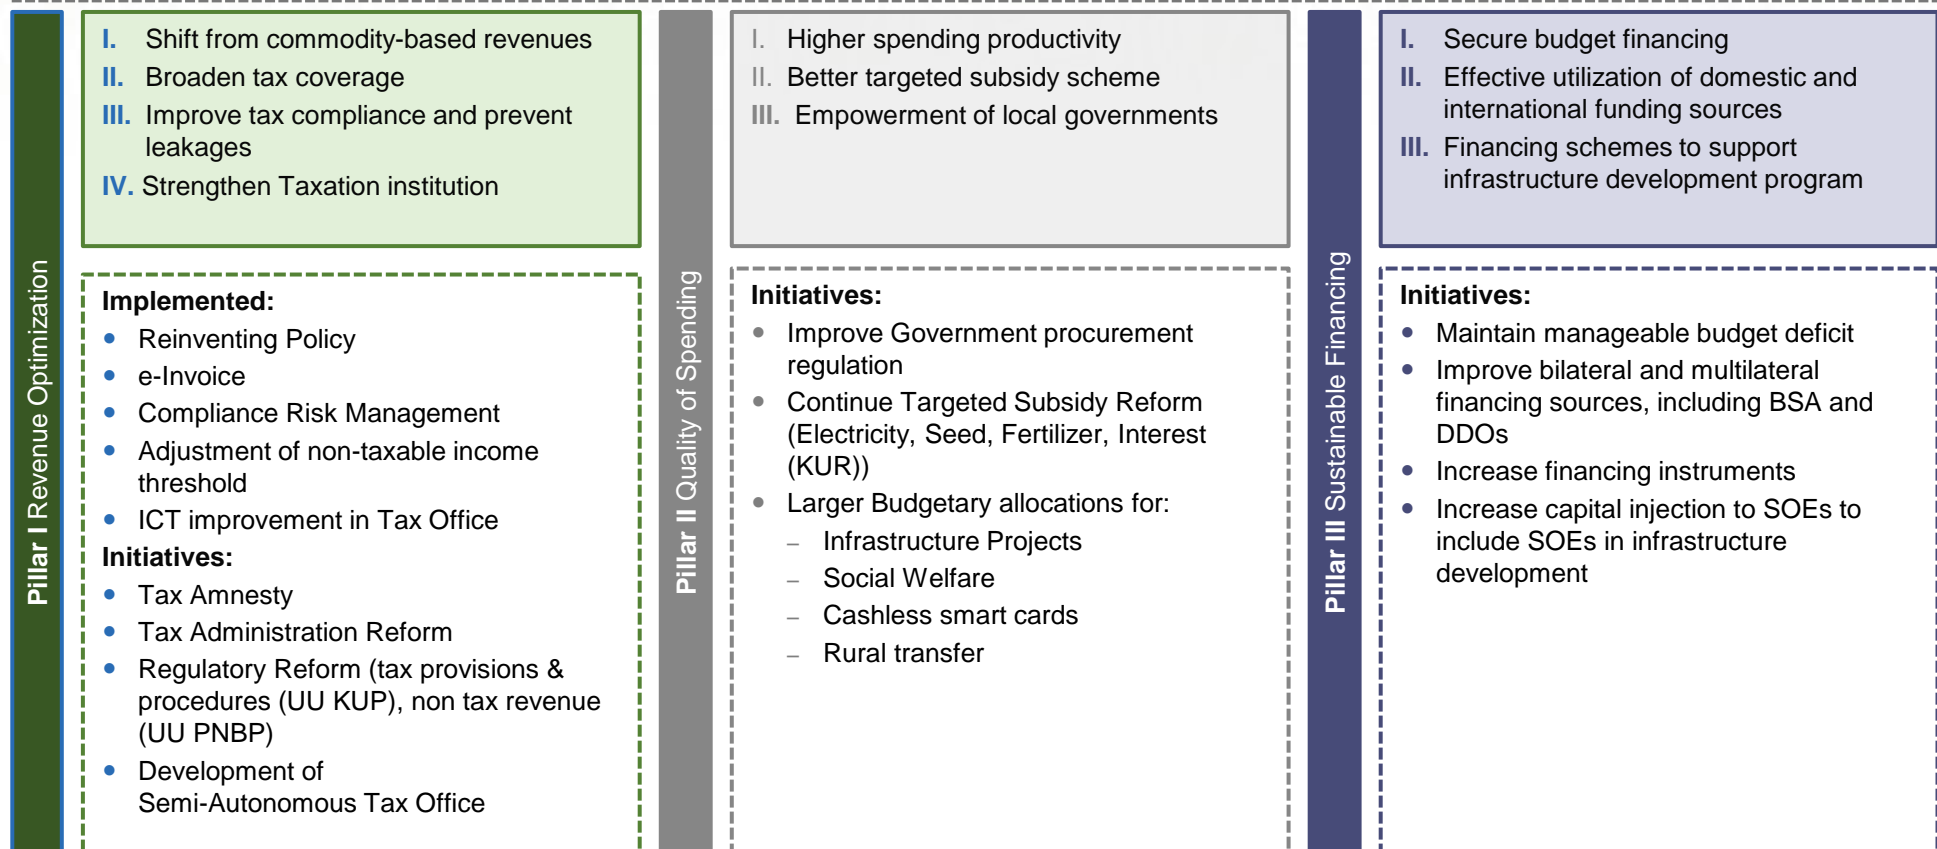 Pillar I Revenue Optimization
I. Shift from commodity-based revenues
II. Broaden tax coverage
III. Improve tax compliance and prevent
leakages
IV. Strengthen Taxation institution
Implemented:
• Reinventing Policy
• e-Invoice
• Compliance Risk Management
• Adjustment of non-taxable income
threshold
• ICT improvement in Tax Office
Initiatives:
• Tax Amnesty
• Tax Administration Reform
• Regulatory Reform (tax provisions &
procedures (UU KUP), non tax revenue
(UU PNBP)
• Development of
Semi-Autonomous Tax Office
Pillar II Quality of Spending
I. Higher spending productivity
II. Better targeted subsidy scheme
III. Empowerment of local governments
Initiatives:
• Improve Government procurement
regulation
• Continue Targeted Subsidy Reform
(Electricity, Seed, Fertilizer, Interest
(KUR))
• Larger Budgetary allocations for:
– Infrastructure Projects
– Social Welfare
– Cashless smart cards
– Rural transfer
Pillar III Sustainable Financing
I. Secure budget financing
II. Effective utilization of domestic and
international funding sources
III. Financing schemes to support
infrastructure development program
Initiatives:
• Maintain manageable budget deficit
• Improve bilateral and multilateral
financing sources, including BSA and
DDOs
• Increase financing instruments
• Increase capital injection to SOEs to
include SOEs in infrastructure
development